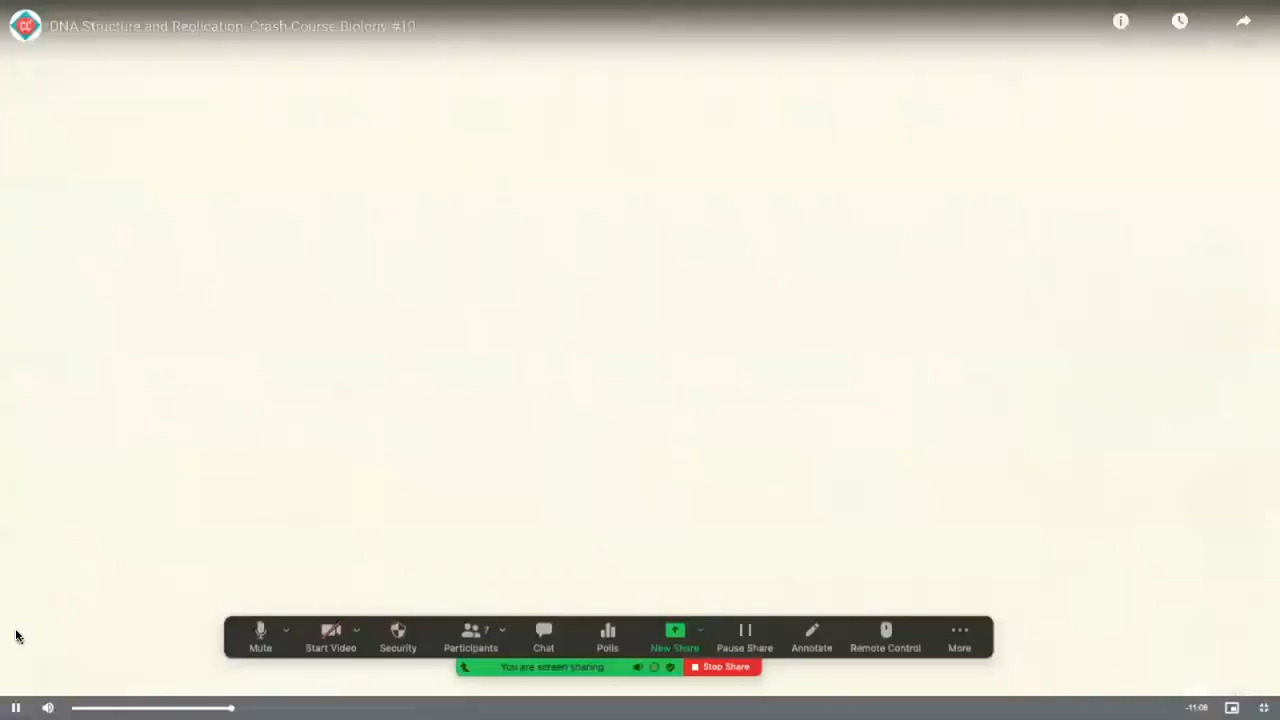 DNA Structure and Replication: Crash Course Biology #10
Mute
Start Video
Security
Participants
7
Chat
Polls
New Share
Pause Share
Annotate
Remote Control
More
You are screen sharing
Stop Share
-11:08